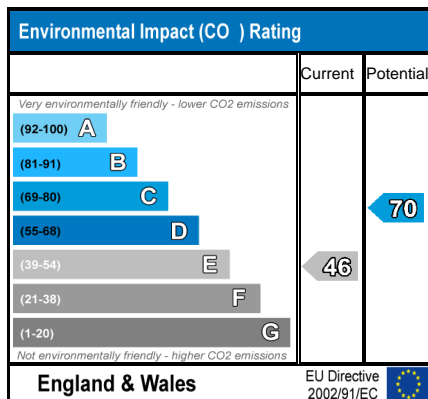 Environmental Impact (CO ) Rating
Current Potential
Very environmentally friendly - lower CO2 emissions
(92-100) A
(81-91) B
(69-80) C
70
(55-68) D
(39-54) E
46
(21-38) F
(1-20) G
Not environmentally friendly - higher CO2 emissions
England & Wales
EU Directive
2002/91/EC